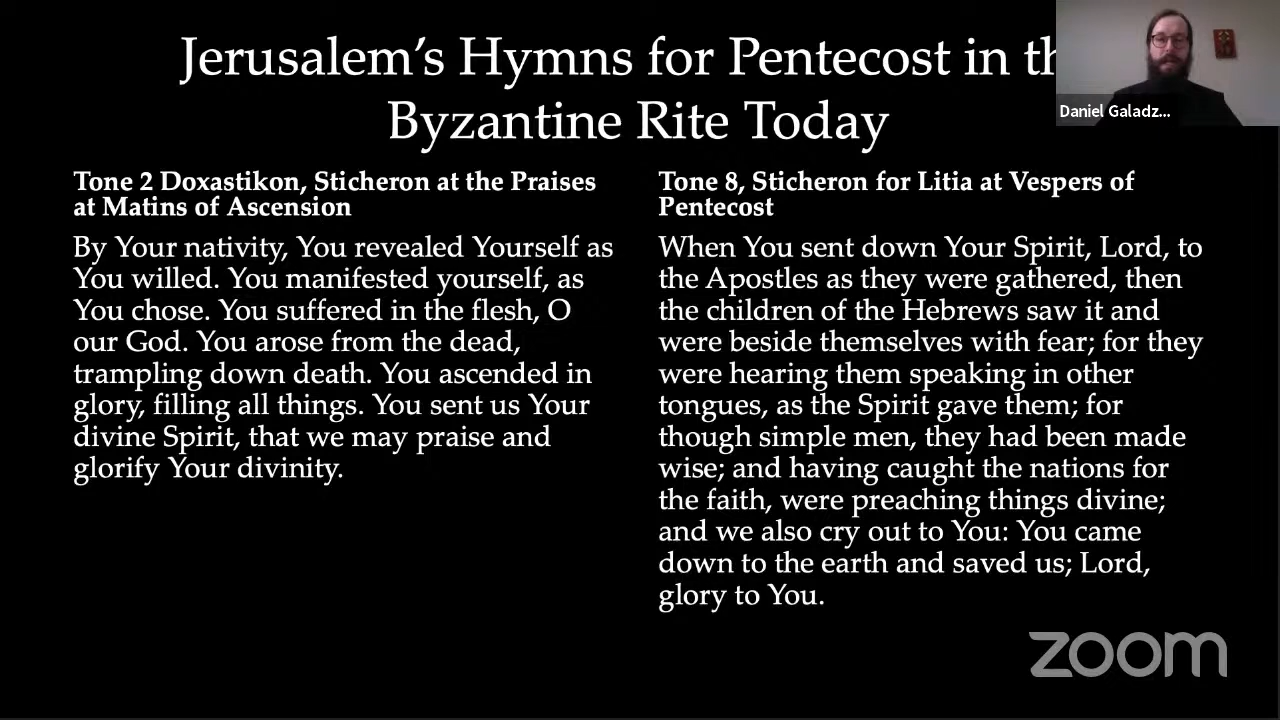 Jerusalem's Hymns for Pentecost in th
Byzantine Rite Today
Daniel Galadz...
Tone 2 Doxastikon, Sticheron at the Praises
at Matins of Ascension
By Your nativity, You revealed Yourself as
You willed. You manifested yourself, as
You chose. You suffered in the flesh, O
our God. You arose from the dead,
trampling down death. You ascended in
glory, filling all things. You sent us Your
divine Spirit, that we may praise and
glorify Your divinity.
Tone 8, Sticheron for Litia at Vespers of
Pentecost
When You sent down Your Spirit, Lord, to
the Apostles as they were gathered, then
the children of the Hebrews saw it and
were beside themselves with fear; for they
were hearing them speaking in other
tongues, as the Spirit gave them; for
though simple men, they had been made
wise; and having caught the nations for
the faith, were preaching things divine;
and we also cry out to You: You came
down to the earth and saved us; Lord,
glory to You.
zoom